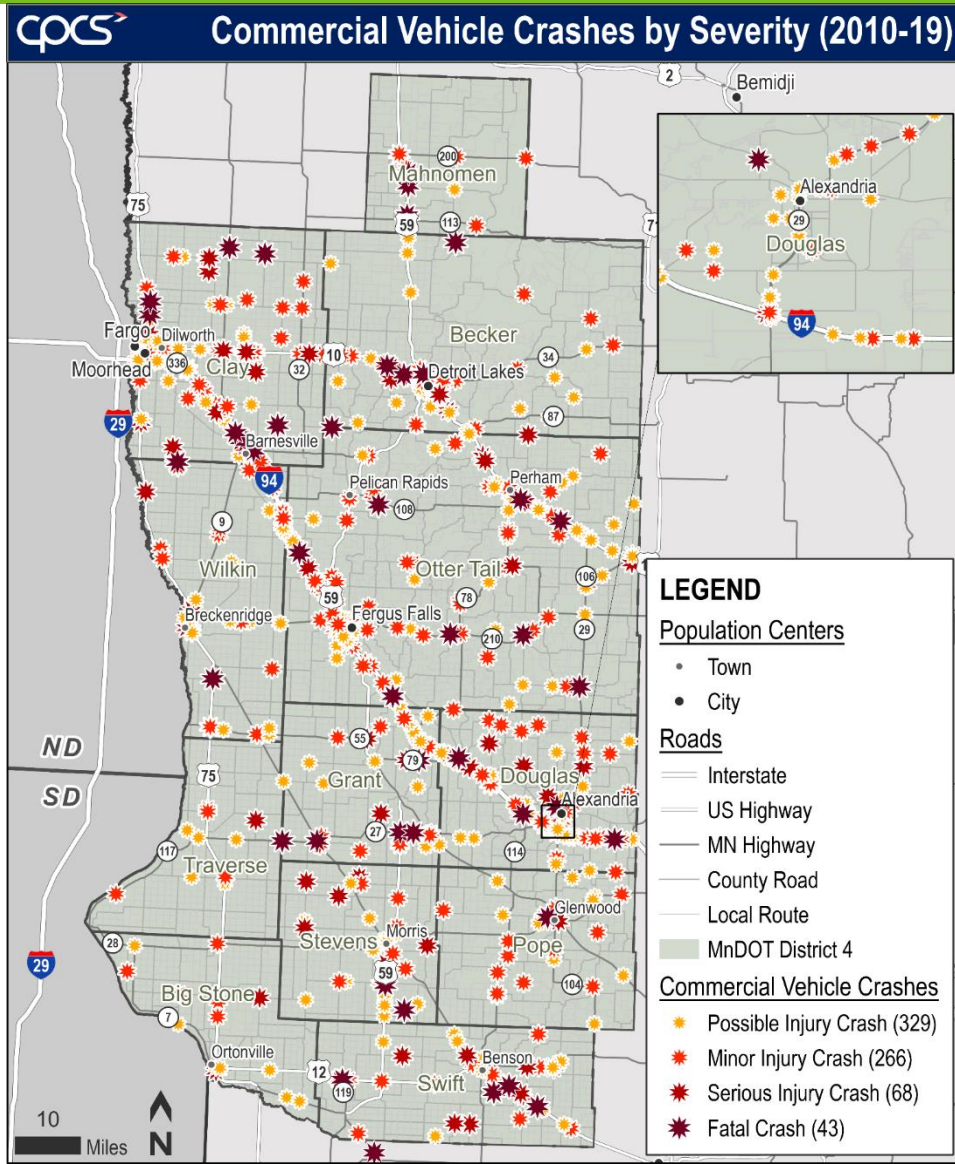 CPCS
Commercial Vehicle Crashes by Severity (2010-19)
2
Bemidji
200
Mahnomen
75
113
59
71
Alexandria
29
Douglas
94
Becker
Fargo
Dilworth
10
34
336
Clay
32
Moorhead
Detroit Lakes
87
29
Barnesville
94
Pelican Rapids
Perham
108
9
Wilkin
Otter Tail
106
59
78
Breckenridge
Fergus Falls
210
29
ND
SD
55
75
79
Grant
Douglas
Alexandria
27
117
114
Traverse
Glenwood
28
Stevens
Morris
Pope
29
59
104
Big Stone
7
Ortonville
12
Benson
119
Swift
10
Miles
N
LEGEND
Population Centers
Town
City
Roads
Interstate
US Highway
MN Highway
County Road
Local Route
MnDOT District 4
Commercial Vehicle Crashes
Possible Injury Crash (329)
Minor Injury Crash (266)
Serious Injury Crash (68)
Fatal Crash (43)